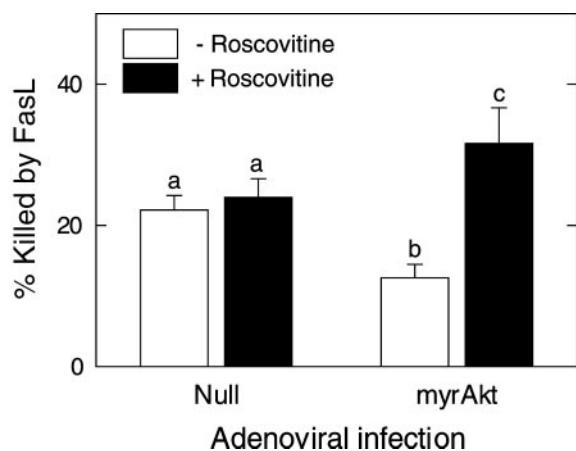 - Roscovitine
+ Roscovitine
% Killed by FasL
40
20
0
a
a
b
c
Null
myrAkt
Adenoviral infection